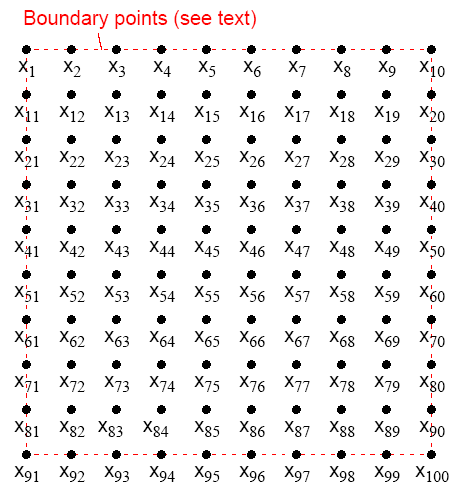 Boundary points (see text)
x₁ x₂ x₃ x₄ x₅ x₆ x₇ x₈ x₉ x₁₀
x₁₁ x₁₂ x₁₃ x₁₄ x₁₅ x₁₆ x₁₇ x₁₈ x₁₉ x₂₀
x₂₁ x₂₂ x₂₃ x₂₄ x₂₅ x₂₆ x₂₇ x₂₈ x₂₉ x₃₀
x₃₁ x₃₂ x₃₃ x₃₄ x₃₅ x₃₆ x₃₇ x₃₈ x₃₉ x₄₀
x₄₁ x₄₂ x₄₃ x₄₄ x₄₅ x₄₆ x₄₇ x₄₈ x₄₉ x₅₀
x₅₁ x₅₂ x₅₃ x₅₄ x₅₅ x₅₆ x₅₇ x₅₈ x₅₉ x₆₀
x₆₁ x₆₂ x₆₃ x₆₄ x₆₅ x₆₆ x₆₇ x₆₈ x₆₉ x₇₀
x₇₁ x₇₂ x₇₃ x₇₄ x₇₅ x₇₆ x₇₇ x₇₈ x₇₉ x₈₀
x₈₁ x₈₂ x₈₃ x₈₄ x₈₅ x₈₆ x₈₇ x₈₈ x₈₉ x₉₀
x₉₁ x₉₂ x₉₃ x₉₄ x₉₅ x₉₆ x₉₇ x₉₈ x₉₉ x₁₀₀